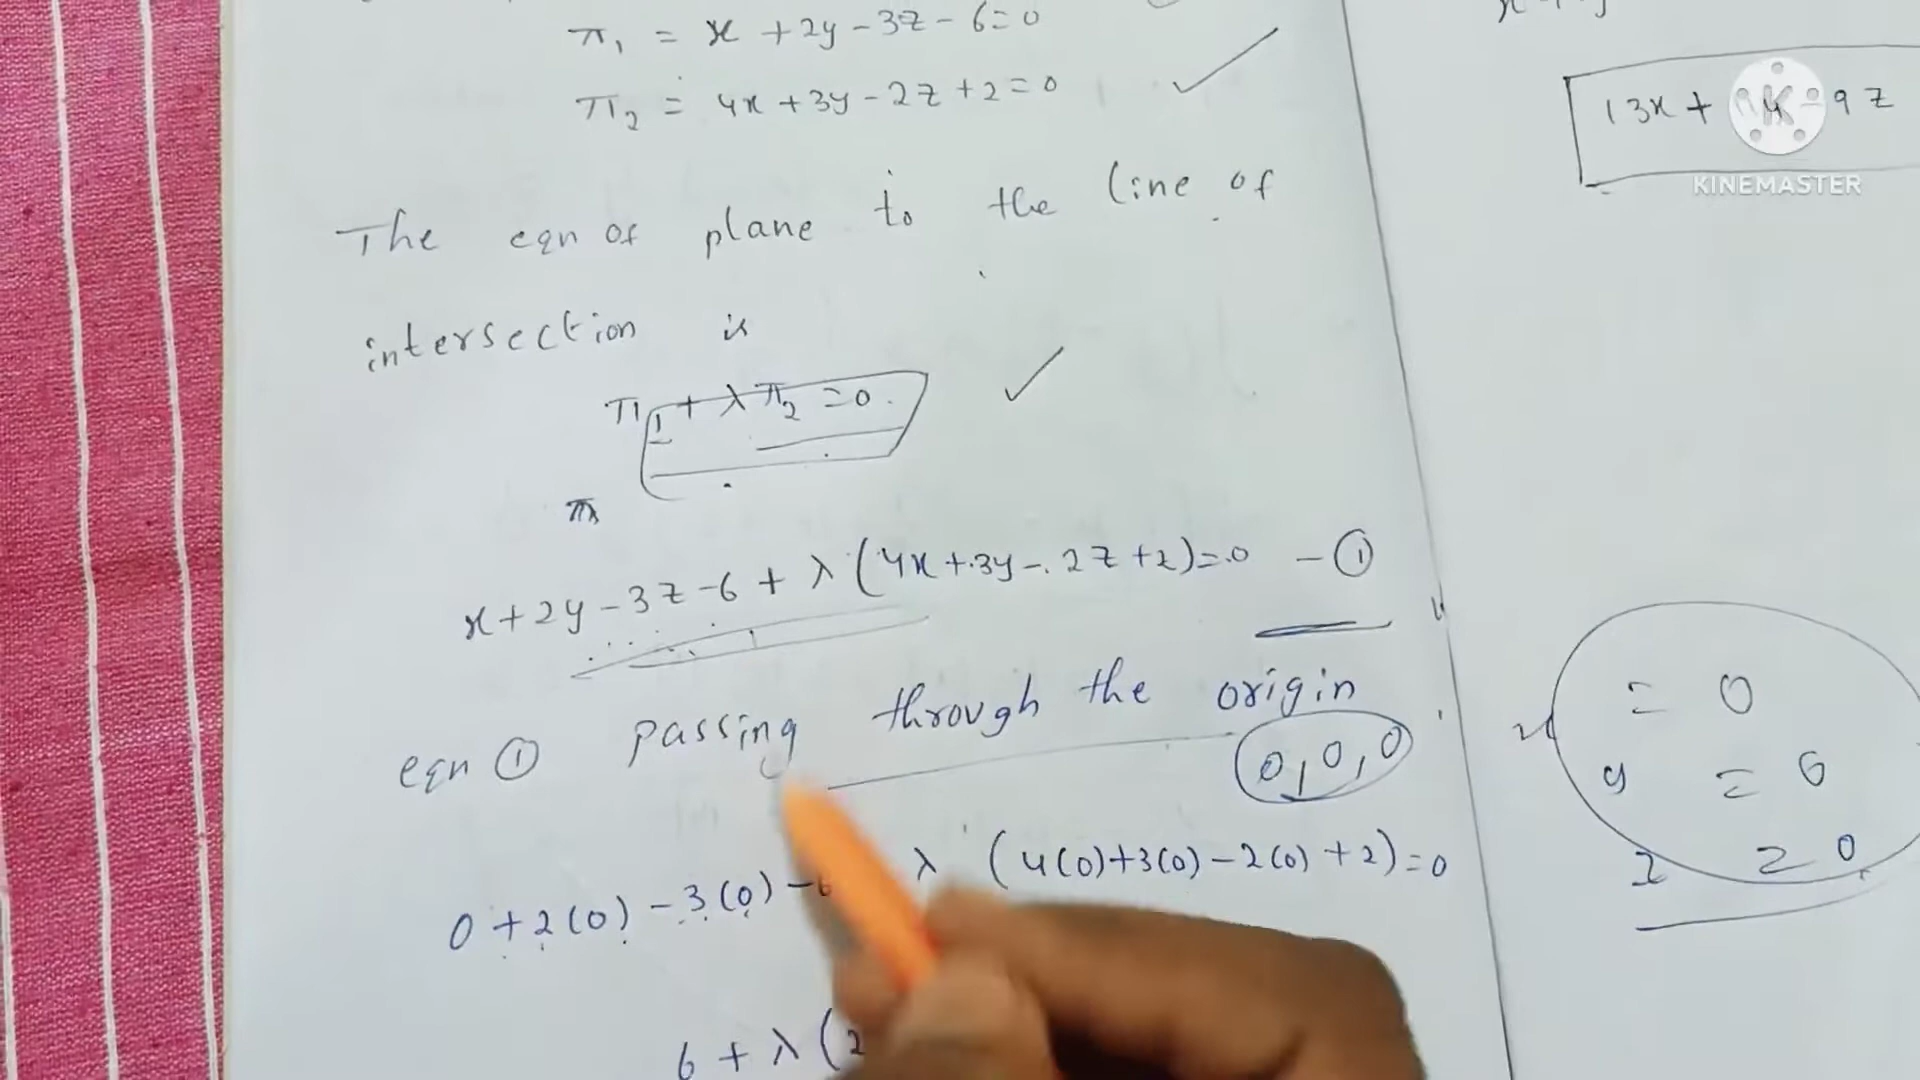 π₁ = x + 2y - 3z - 6 = 0
π₂ = 4x + 3y - 2z + 2 = 0
The eqn of plane to the line of
intersection is
π₁ + λ π₂ = 0.
x + 2y - 3z - 6 + λ (4x + 3y - 2z + 2) = 0 - ①
eqn ① passing through the origin
0, 0, 0
0 + 2(0) - 3(0) - 6 λ (4(0) + 3(0) - 2(0) + 2) = 0
6 + λ (2
13x + 9z
KINEMASTER
= 0
y = 0
z = 0